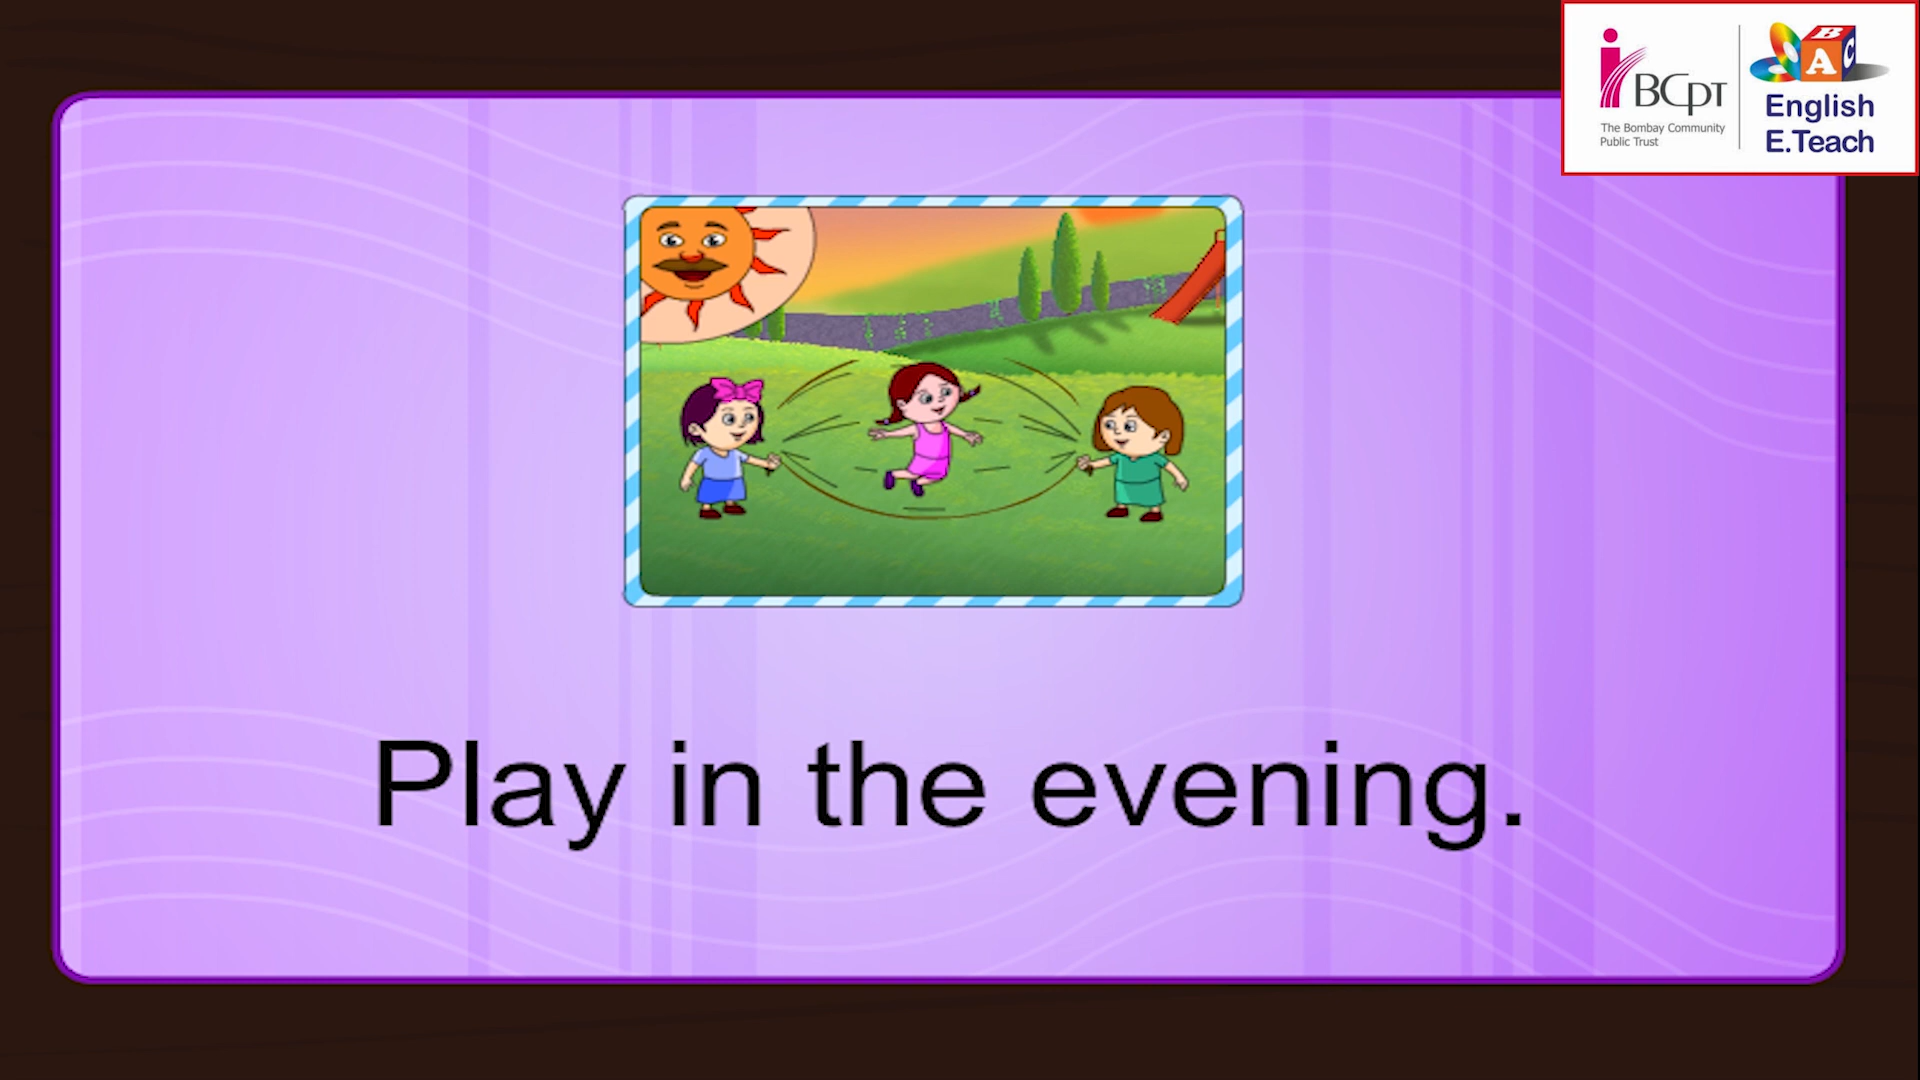 B
A C
BCPT
The Bombay Community
Public Trust
English
E.Teach
Play in the evening.